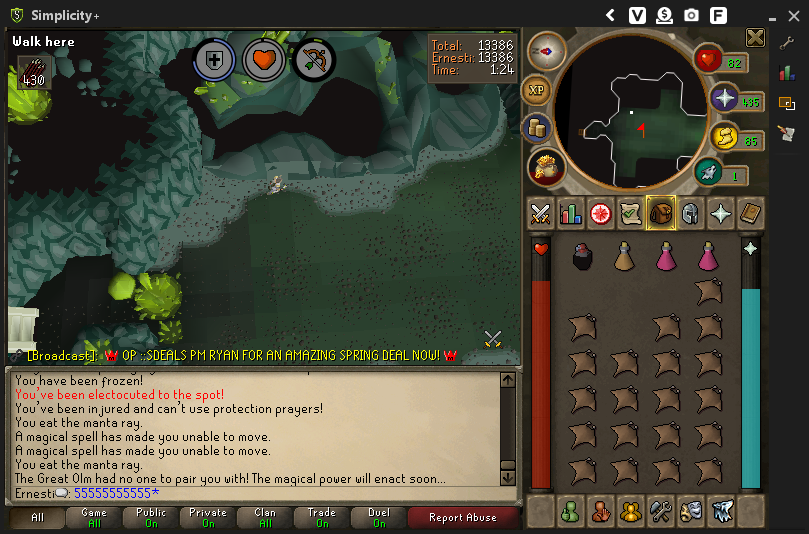 Simplicity+
V
F
Walk here
Total: 13386
Ernesti: 13386
Time: 1:24
430
XP
N
82
436
85
1
[Broadcast]: OP ::SDEALS PM RYAN FOR AN AMAZING SPRING DEAL NOW!
You have been frozen!
You've been electocuted to the spot!
You've been injured and can't use protection prayers!
You eat the manta ray.
A magical spell has made you unable to move.
A magical spell has made you unable to move.
You eat the manta ray.
The Great Olm had no one to pair you with! The magical power will enact soon...
Ernesti: 55555555555*
All
Game
All
Public
On
Private
On
Clan
All
Trade
On
Duel
On
Report Abuse